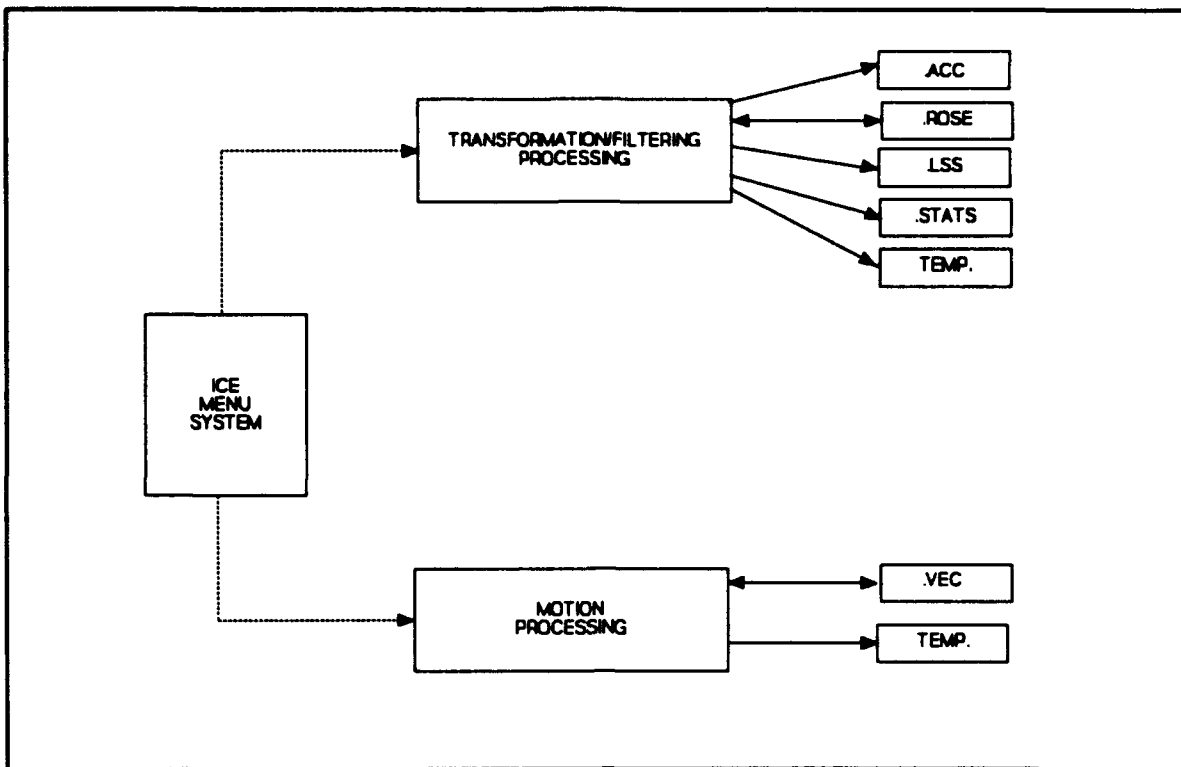 .ACC
TRANSFORMATION/FILTERING
PROCESSING
.ROSE
.LSS
.STATS
TEMP.
ICE
MENU
SYSTEM
MOTION
PROCESSING
.VEC
TEMP.